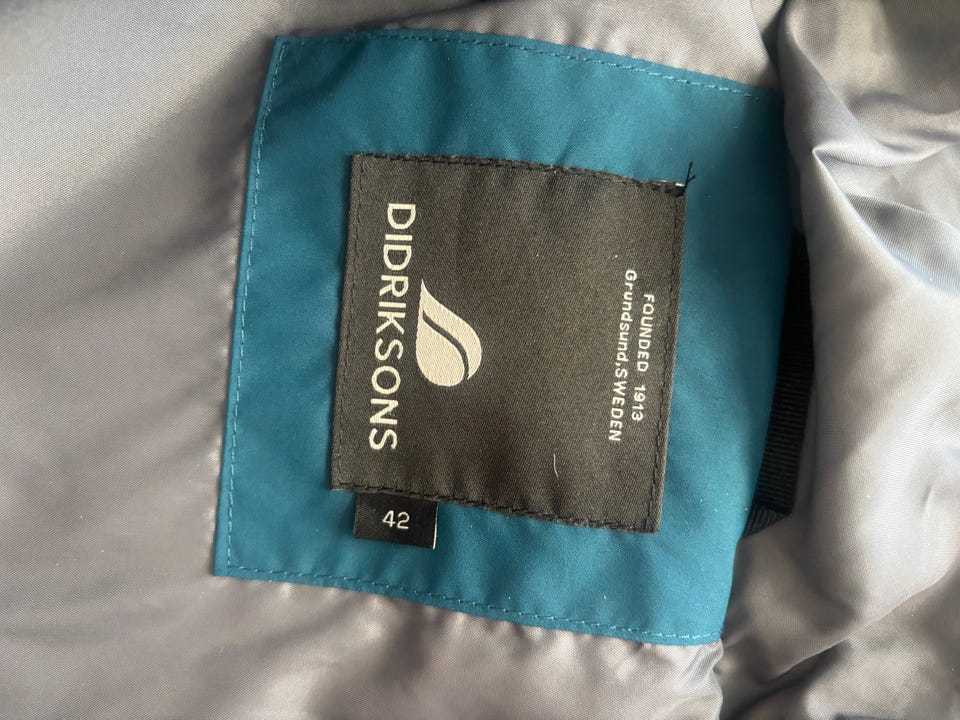 FOUNDED 1913
Grundsund,SWEDEN
DIDRIKSONS
42